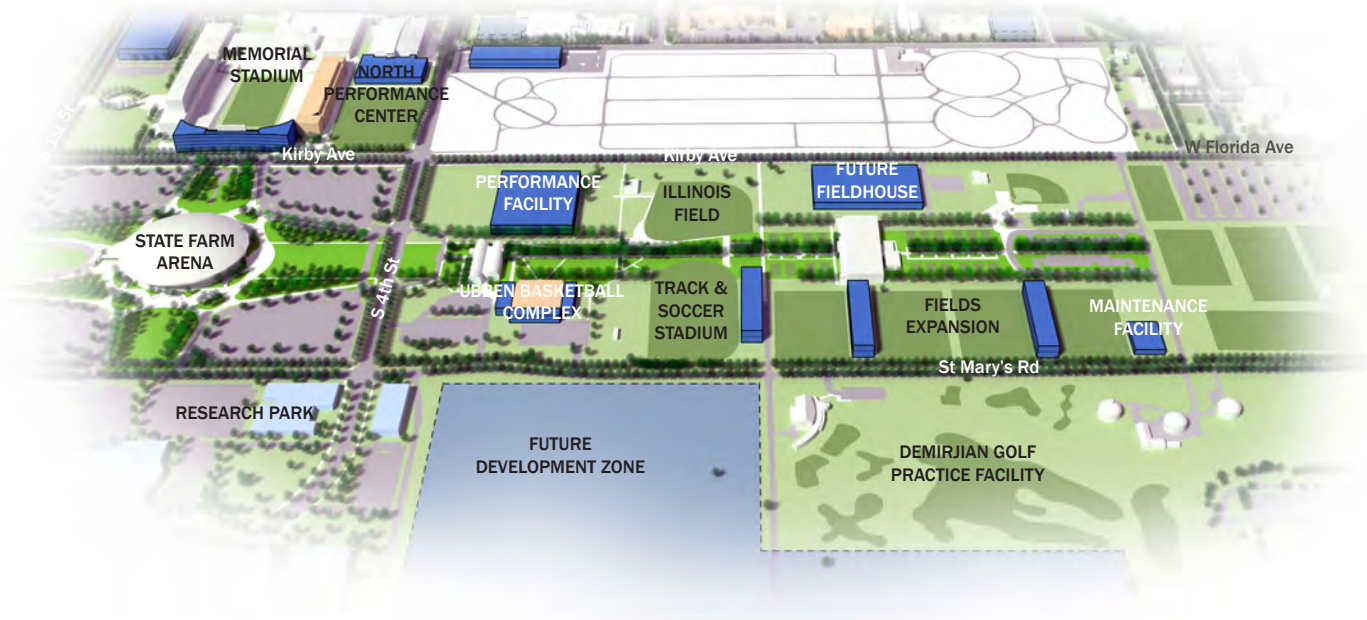 MEMORIAL
STADIUM
NORTH
PERFORMANCE
CENTER
1st St
Kirby Ave
Kirby Ave
W Florida Ave
PERFORMANCE
FACILITY
ILLINOIS
FIELD
FUTURE
FIELDHOUSE
STATE FARM
ARENA
S 4th St
UBBEN BASKETBALL
COMPLEX
TRACK &
SOCCER
STADIUM
FIELDS
EXPANSION
MAINTENANCE
FACILITY
St Mary's Rd
RESEARCH PARK
FUTURE
DEVELOPMENT ZONE
DEMIRJIAN GOLF
PRACTICE FACILITY